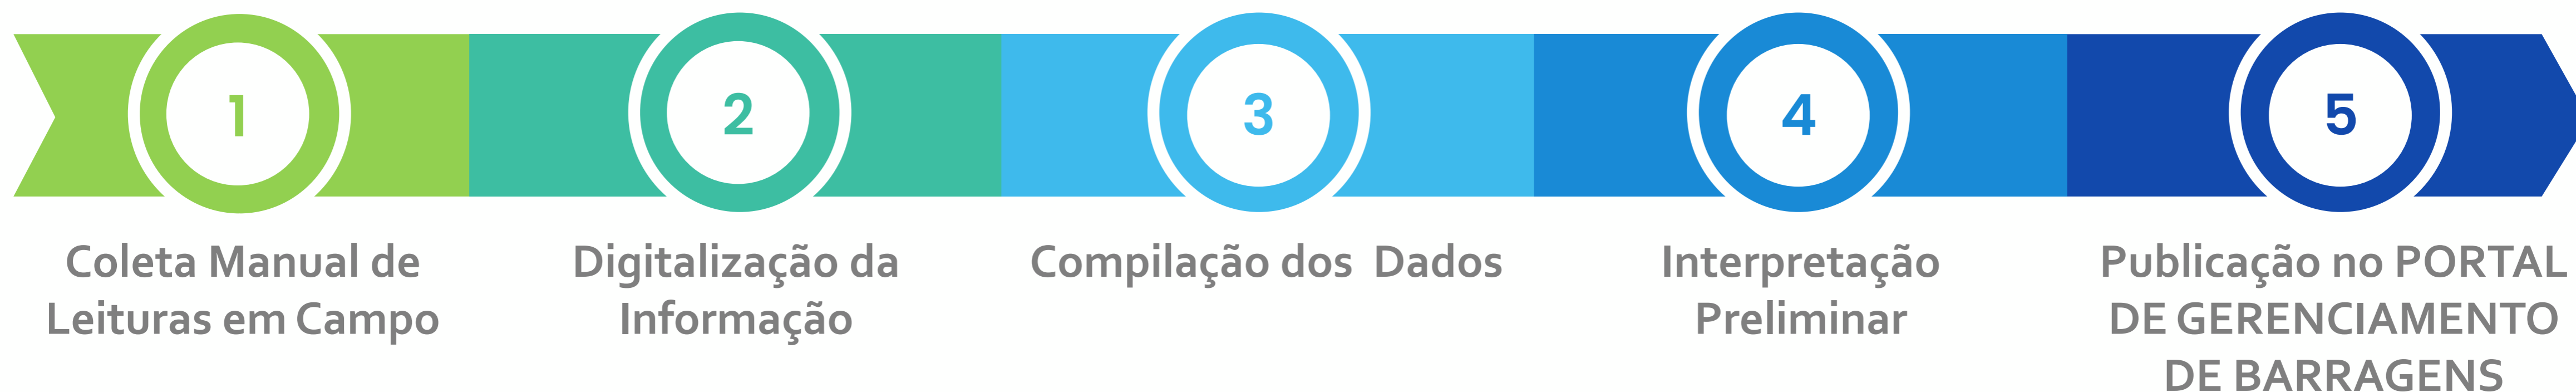 1
2
3
4
5
Coleta Manual de
Leituras em Campo
Digitalização da
Informação
Compilação dos Dados
Interpretação
Preliminar
Publicação no PORTAL
DE GERENCIAMENTO
DE BARRAGENS